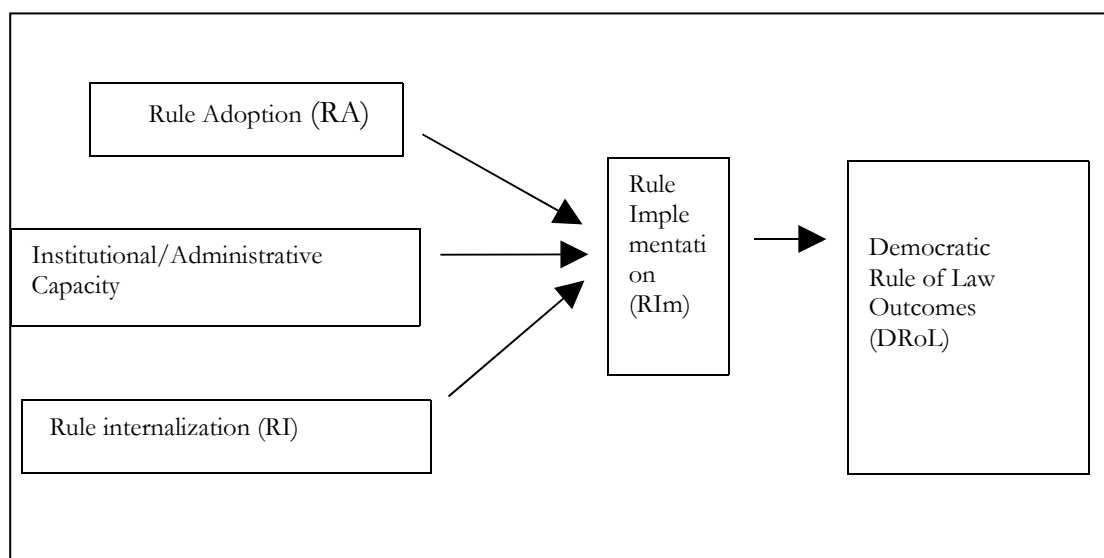 Rule Adoption (RA)
Institutional/Administrative
Capacity
Rule internalization (RI)
Rule
Imple
mentati
on
(RIm)
Democratic
Rule of Law
Outcomes
(DRoL)